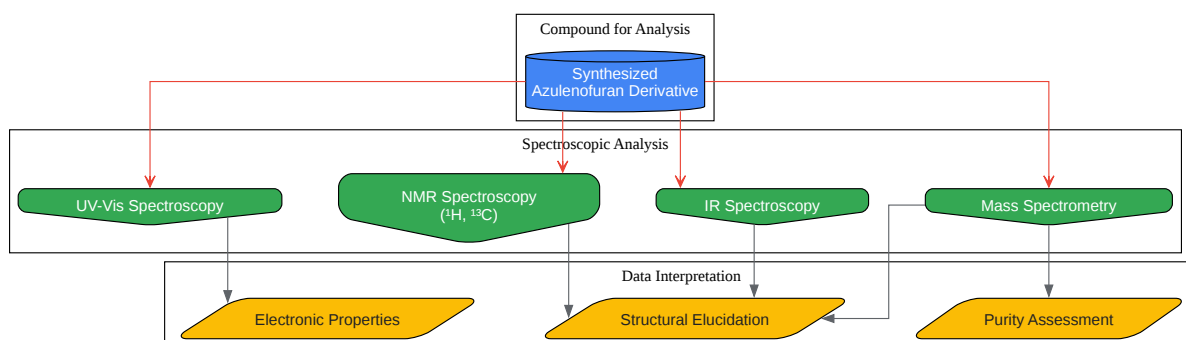 Compound for Analysis
Synthesized
Azulenofuran Derivative
Spectroscopic Analysis
UV-Vis Spectroscopy
NMR Spectroscopy
(¹H, ¹³C)
IR Spectroscopy
Mass Spectrometry
Data Interpretation
Electronic Properties
Structural Elucidation
Purity Assessment